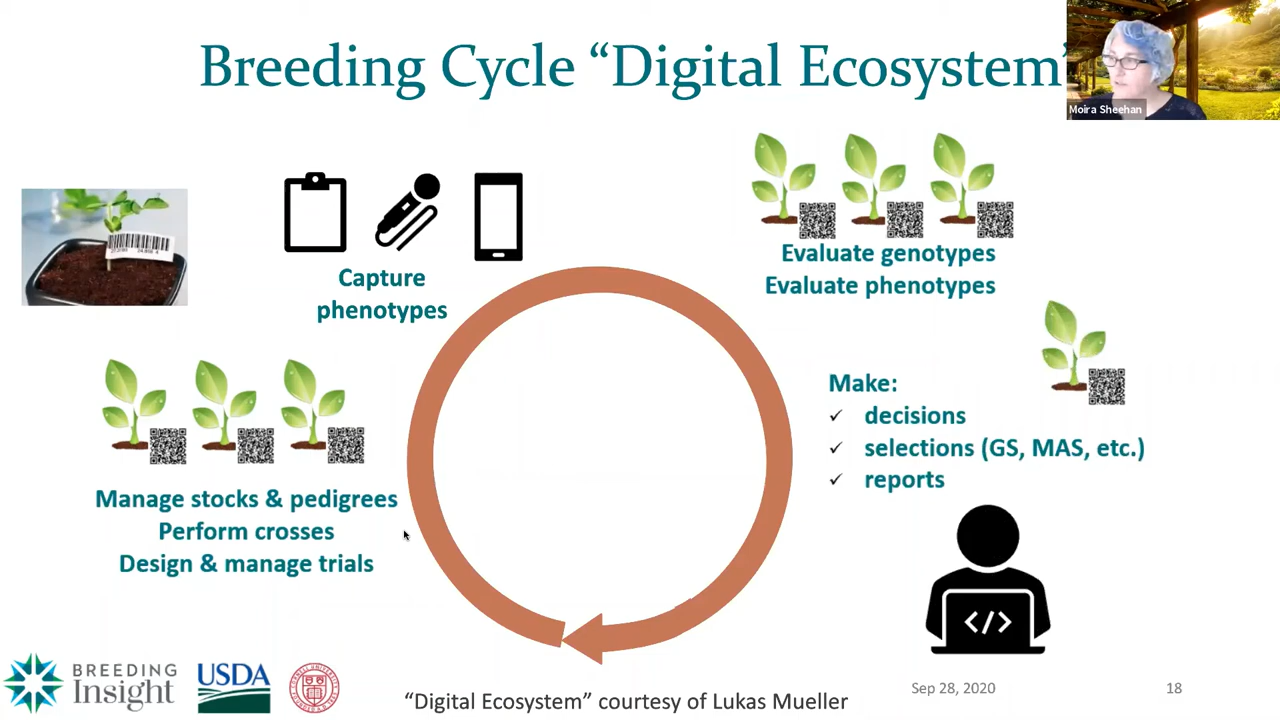 Breeding Cycle “Digital Ecosystem”
Moira Sheehan
Capture
phenotypes
Evaluate genotypes
Evaluate phenotypes
Make:
✓ decisions
✓ selections (GS, MAS, etc.)
✓ reports
Manage stocks & pedigrees
Perform crosses
Design & manage trials
</>
BREEDING
Insight
USDA
“Digital Ecosystem” courtesy of Lukas Mueller
Sep 28, 2020
18